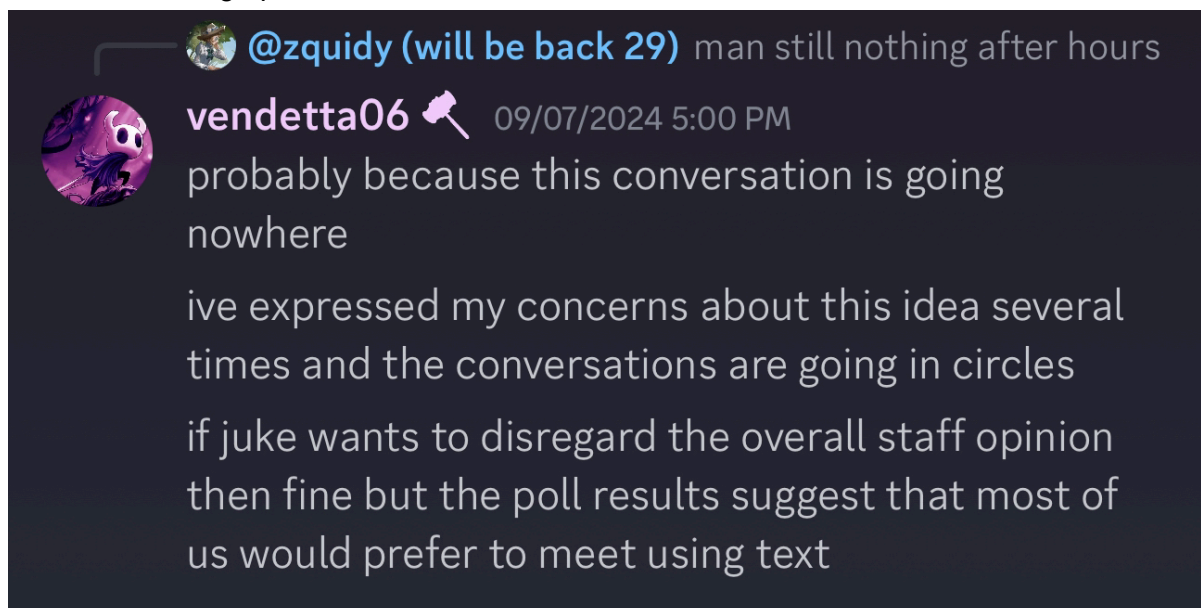 @zquidy (will be back 29) man still nothing after hours
vendetta06 09/07/2024 5:00 PM
probably because this conversation is going
nowhere
ive expressed my concerns about this idea several
times and the conversations are going in circles
if juke wants to disregard the overall staff opinion
then fine but the poll results suggest that most of
us would prefer to meet using text